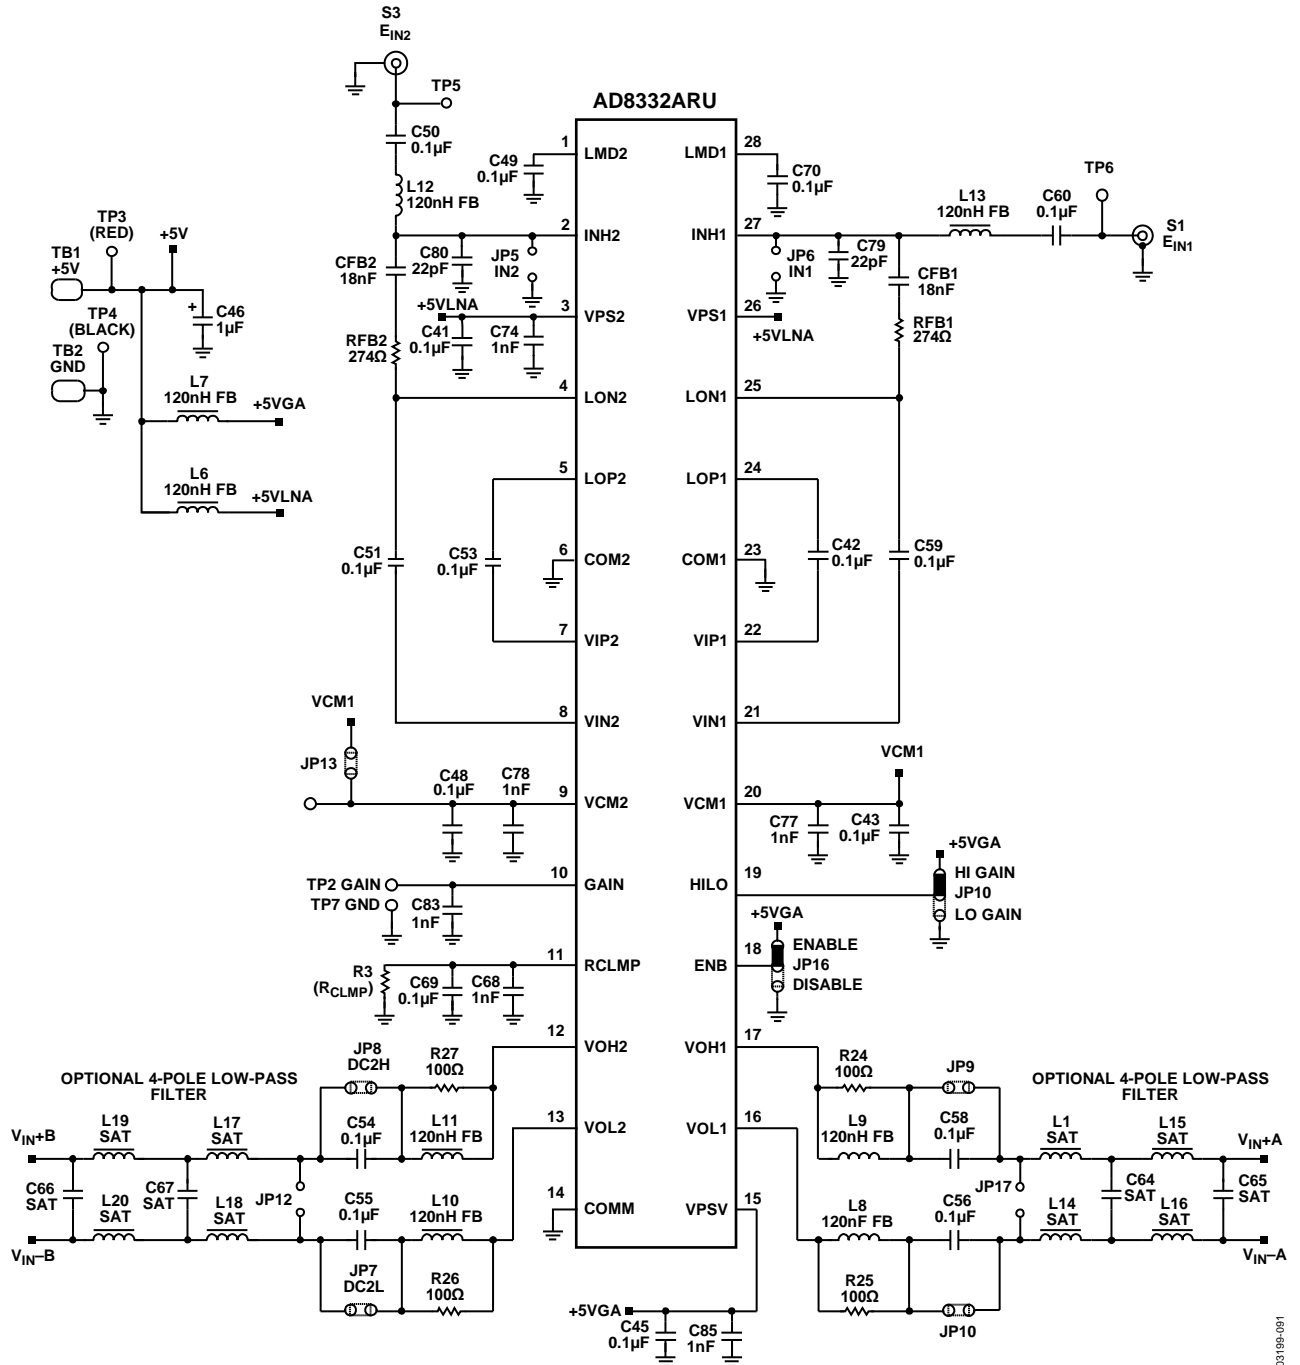 S3
E_IN2
TP5
AD8332ARU
C50
0.1µF
1
LMD2
LMD1
28
C49
0.1µF
C70
0.1µF
TP6
L12
120nH FB
L13
120nH FB
C60
0.1µF
TP3
(RED)
+5V
2
INH2
INH1
27
S1
E_IN1
TB1
+5V
CFB2
18nF
C80
22pF
JP5
IN2
JP6
IN1
C79
22pF
CFB1
18nF
TP4
(BLACK)
C46
1µF
+
+5VLNA
3
VPS2
VPS1
26
+5VLNA
TB2
GND
RFB2
274Ω
C41
0.1µF
C74
1nF
RFB1
274Ω
L7
120nH FB
+5VGA
4
LON2
LON1
25
L6
120nH FB
+5VLNA
5
LOP2
LOP1
24
C51
0.1µF
C53
0.1µF
6
COM2
COM1
23
C42
0.1µF
C59
0.1µF
7
VIP2
VIP1
22
VCM1
8
VIN2
VIN1
21
JP13
VCM1
C48
0.1µF
C78
1nF
9
VCM2
VCM1
20
C77
1nF
C43
0.1µF
+5VGA
TP2 GAIN
10
GAIN
HILO
19
HI GAIN
JP10
LO GAIN
TP7 GND
C83
1nF
+5VGA
R3
(R_CLMP)
C69
0.1µF
C68
1nF
11
RCLMP
ENB
18
ENABLE
JP16
DISABLE
12
VOH2
VOH1
17
OPTIONAL 4-POLE LOW-PASS
FILTER
JP8
DC2H
R27
100Ω
R24
100Ω
JP9
OPTIONAL 4-POLE LOW-PASS
FILTER
V_IN+B
L19
SAT
L17
SAT
C54
0.1µF
L11
120nH FB
13
VOL2
VOL1
16
L9
120nH FB
C58
0.1µF
L1
SAT
L15
SAT
V_IN+A
C66
SAT
L20
SAT
C67
SAT
L18
SAT
JP12
C55
0.1µF
L10
120nH FB
14
COMM
VPSV
15
L8
120nF FB
C56
0.1µF
JP17
L14
SAT
C64
SAT
L16
SAT
C65
SAT
V_IN–B
V_IN–A
JP7
DC2L
R26
100Ω
R25
100Ω
JP10
+5VGA
C45
0.1µF
C85
1nF
03199-091